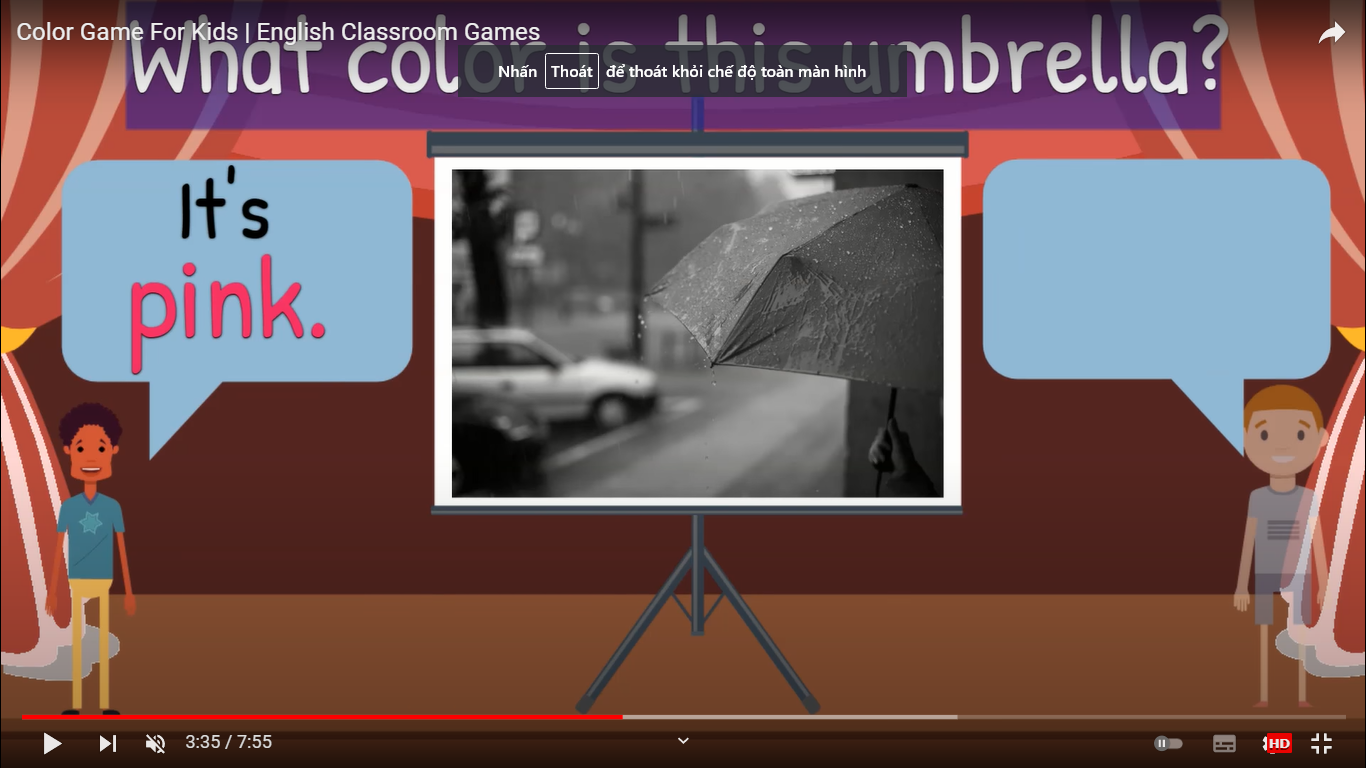 Color Game For Kids | English Classroom Games
What color is this umbrella?
Nhấn Thoát để thoát khỏi chế độ toàn màn hình
It's
pink.
3:35 / 7:55
HD